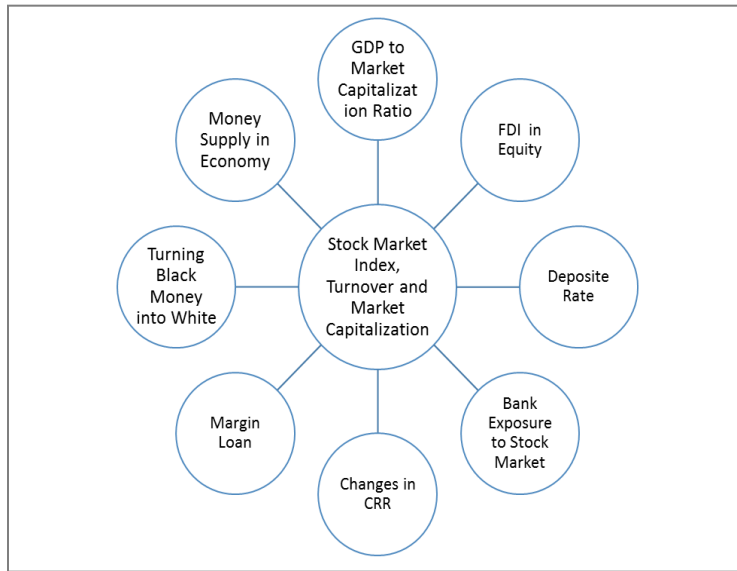 GDP to
Market
Capitalizat
ion Ratio
FDI in
Equity
Deposite
Rate
Bank
Exposure
to Stock
Market
Changes in
CRR
Margin
Loan
Turning
Black
Money
into White
Money
Supply in
Economy
Stock Market
Index,
Turnover and
Market
Capitalization